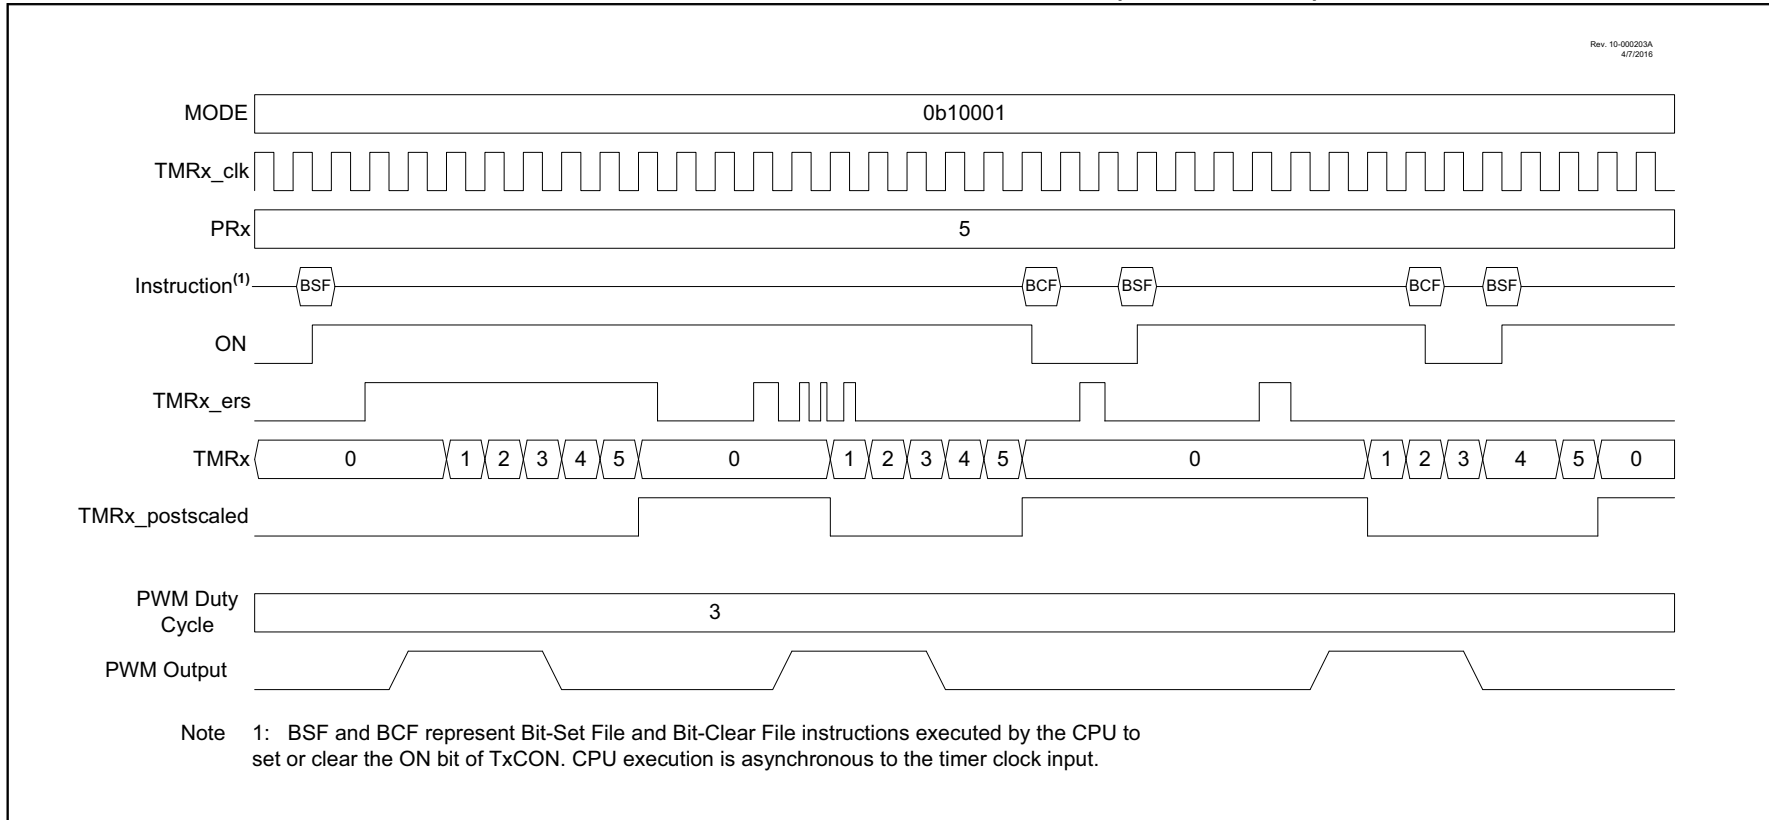 Rev. 10-000203A
4/7/2016
MODE 0b10001
TMRx_clk
PRx 5
Instruction(1) BSF BCF BSF BCF BSF
ON
TMRx_ers
TMRx 0 1 2 3 4 5 0 1 2 3 4 5 0 1 2 3 4 5 0
TMRx_postscaled
PWM Duty
Cycle 3
PWM Output
Note 1: BSF and BCF represent Bit-Set File and Bit-Clear File instructions executed by the CPU to
set or clear the ON bit of TxCON. CPU execution is asynchronous to the timer clock input.